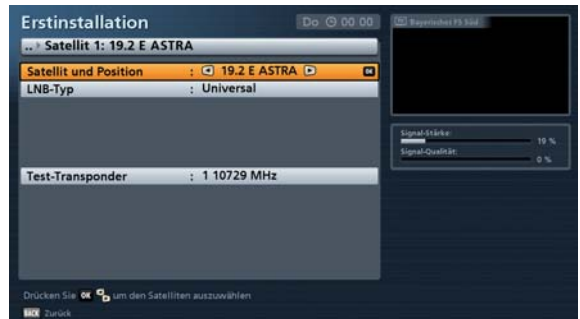 Erstinstallation
Do 00 00
Bayerisches FS Süd
.. Satellit 1: 19.2 E ASTRA
Satellit und Position : 19.2 E ASTRA OK
LNB-Typ : Universal
Signal-Stärke: 19 %
Signal-Qualität: 0 %
Test-Transponder : 1 10729 MHz
Drücken Sie OK um den Satelliten auszuwählen
BACK Zurück